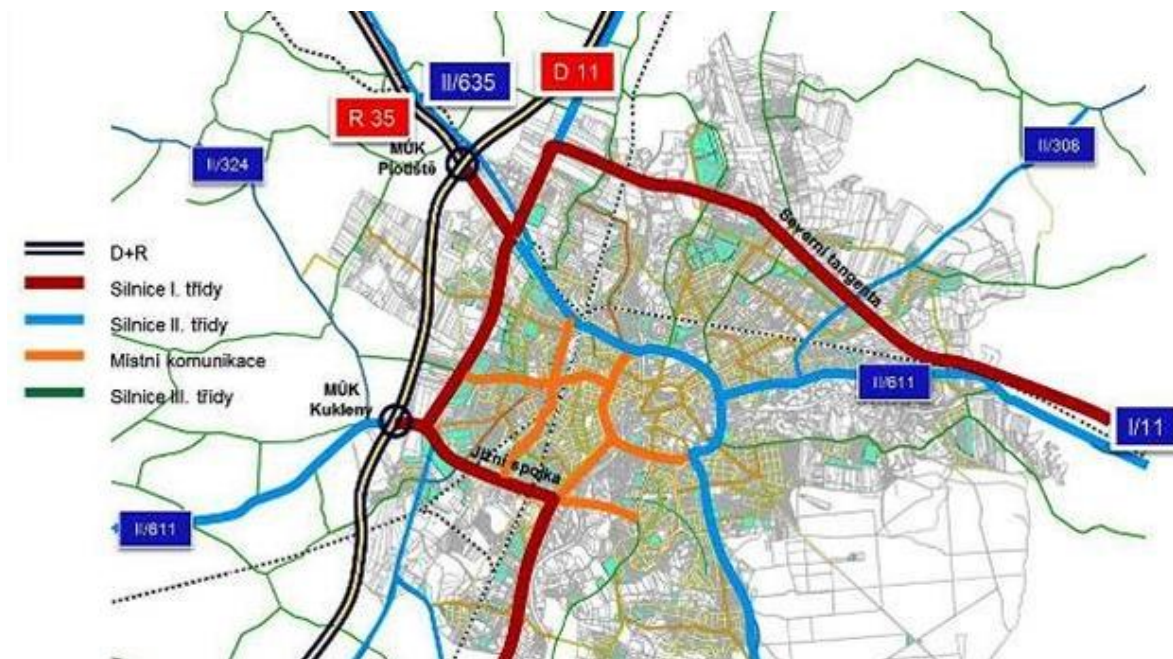 D 11
II/635
R 35
MÚK
Plotiště
II/324
II/308
D+R
Silnice I. třídy
Silnice II. třídy
Místní komunikace
Silnice III. třídy
Severní tangenta
MÚK
Kukleny
II/611
I/11
Jižní spojka
II/611